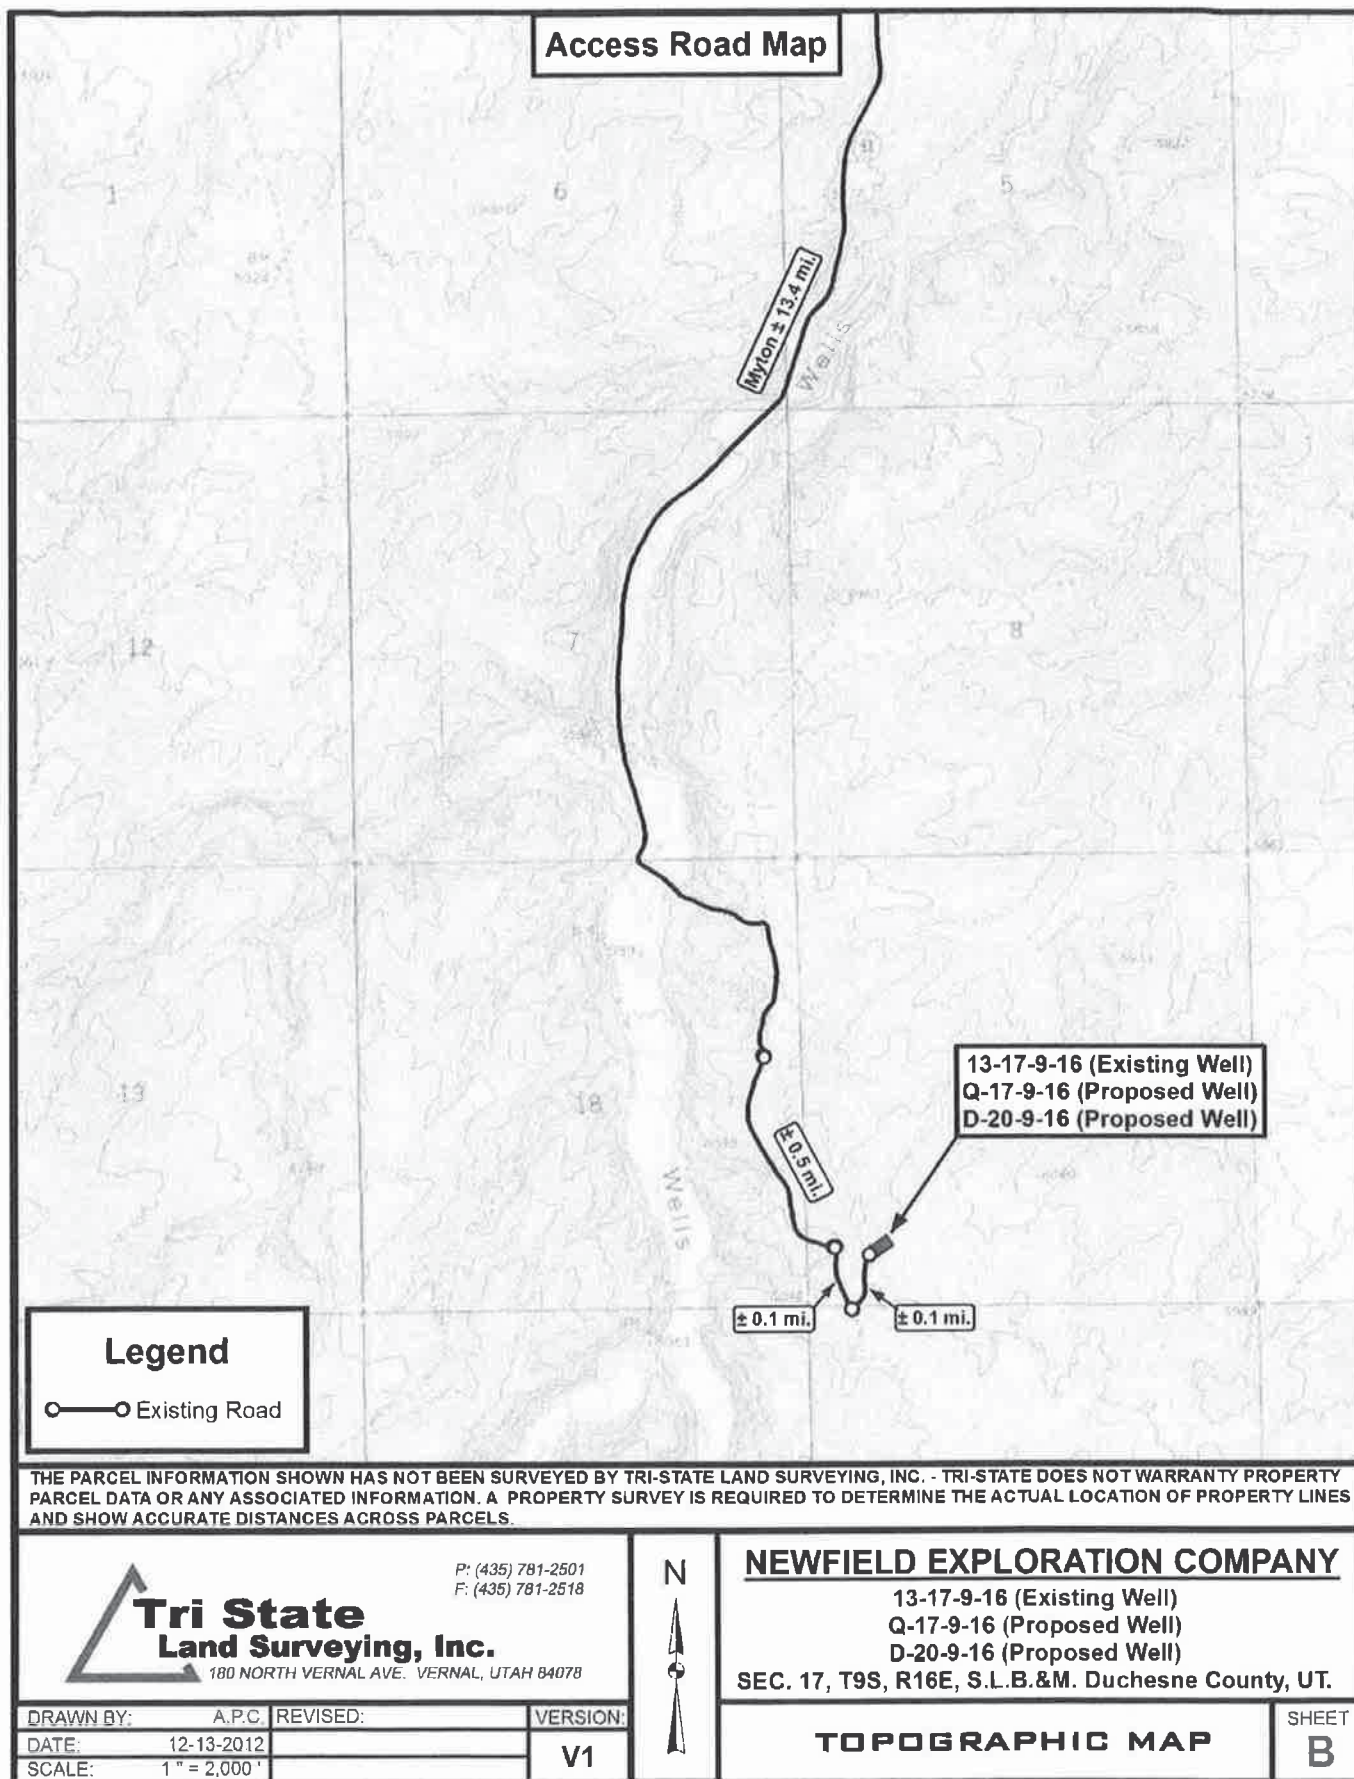 Access Road Map
1
6
5
Myton ± 13.4 mi.
Wells
12
7
8
13-17-9-16 (Existing Well)
Q-17-9-16 (Proposed Well)
D-20-9-16 (Proposed Well)
13
18
± 0.5 mi.
Wells
± 0.1 mi.
± 0.1 mi.
Legend
Existing Road
THE PARCEL INFORMATION SHOWN HAS NOT BEEN SURVEYED BY TRI-STATE LAND SURVEYING, INC. - TRI-STATE DOES NOT WARRANTY PROPERTY
PARCEL DATA OR ANY ASSOCIATED INFORMATION. A PROPERTY SURVEY IS REQUIRED TO DETERMINE THE ACTUAL LOCATION OF PROPERTY LINES
AND SHOW ACCURATE DISTANCES ACROSS PARCELS.
P: (435) 781-2501
F: (435) 781-2518
Tri State
Land Surveying, Inc.
180 NORTH VERNAL AVE. VERNAL, UTAH 84078
N
NEWFIELD EXPLORATION COMPANY
13-17-9-16 (Existing Well)
Q-17-9-16 (Proposed Well)
D-20-9-16 (Proposed Well)
SEC. 17, T9S, R16E, S.L.B.&M. Duchesne County, UT.
DRAWN BY: A.P.C.
REVISED:
VERSION:
DATE: 12-13-2012
V1
SCALE: 1 " = 2,000 '
TOPOGRAPHIC MAP
SHEET
B